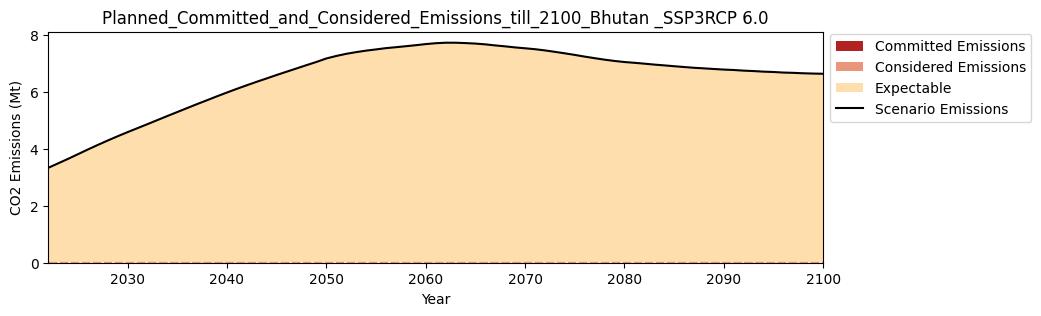 Planned_Committed_and_Considered_Emissions_till_2100_Bhutan _SSP3RCP 6.0
8
6
4
2
0
CO2 Emissions (Mt)
2030 2040 2050 2060 2070 2080 2090 2100
Year
Committed Emissions
Considered Emissions
Expectable
Scenario Emissions